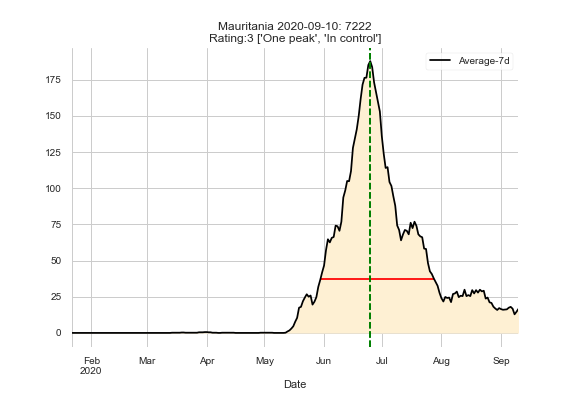 Mauritania 2020-09-10: 7222
Rating:3 ['One peak', 'In control']
Average-7d
175
150
125
100
75
50
25
0
Feb Mar Apr May Jun Jul Aug Sep
2020
Date